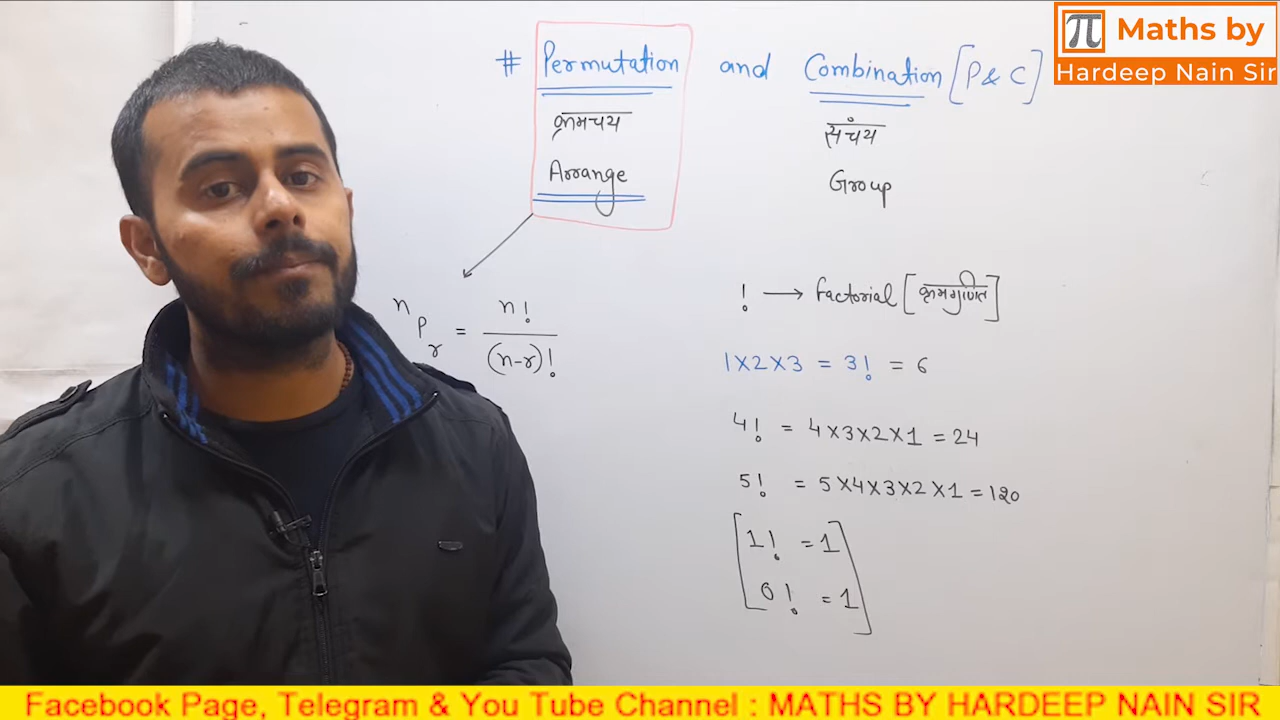 π Maths by
Hardeep Nain Sir
# Permutation and Combination [P & C]
क्रमचय संचय
Arrange Group
nPr = n! / (n-r)!
! → Factorial [क्रमगुणित]
1×2×3 = 3! = 6
4! = 4×3×2×1 = 24
5! = 5×4×3×2×1 = 120
1! = 1
0! = 1
Facebook Page, Telegram & You Tube Channel : MATHS BY HARDEEP NAIN SIR